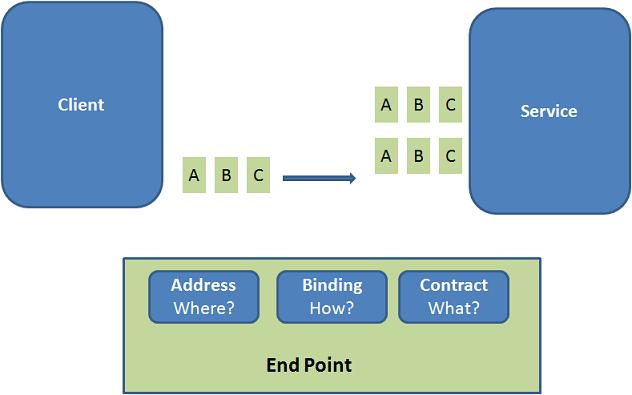 Client
Service
A B C
A B C
A B C
Address
Where?
Binding
How?
Contract
What?
End Point